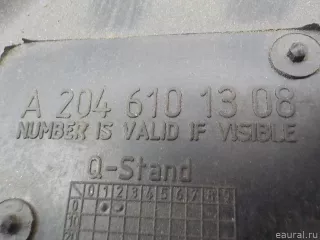 A 204 610 13 08
NUMBER IS VALID IF VISIBLE
Q-Stand
0 1 2 3 4 5 6 7 8 9
0
eaural.ru